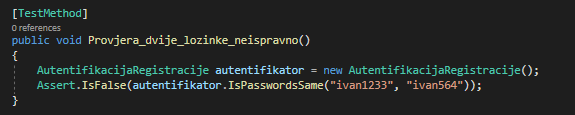 [TestMethod]
0 references
public void Provjera_dvije_lozinke_neispravno()
{
AutentifikacijaRegistracije autentifikator = new AutentifikacijaRegistracije();
Assert.IsFalse(autentifikator.IsPasswordsSame("ivan1233", "ivan564"));
}